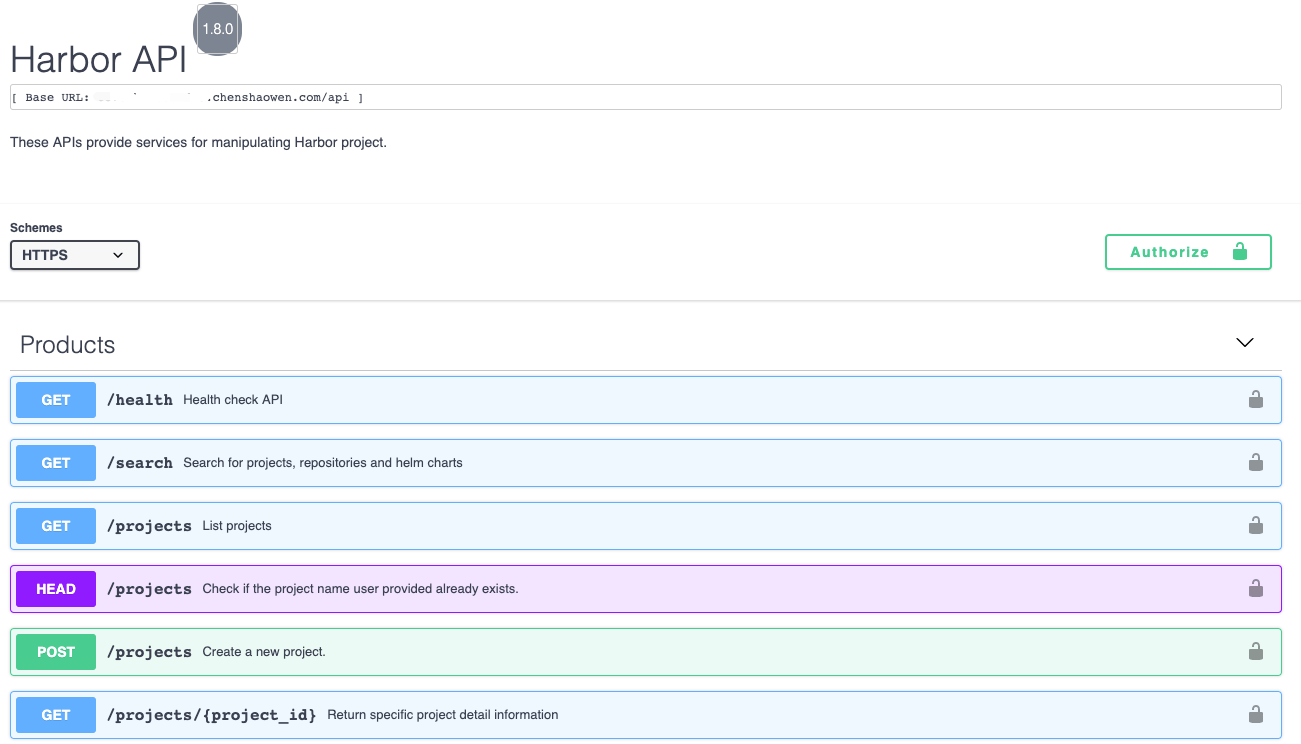 Harbor API 1.8.0
[ Base URL: .chenshaowen.com/api ]
These APIs provide services for manipulating Harbor project.
Schemes
HTTPS
Authorize
Products
GET /health Health check API
GET /search Search for projects, repositories and helm charts
GET /projects List projects
HEAD /projects Check if the project name user provided already exists.
POST /projects Create a new project.
GET /projects/{project_id} Return specific project detail information